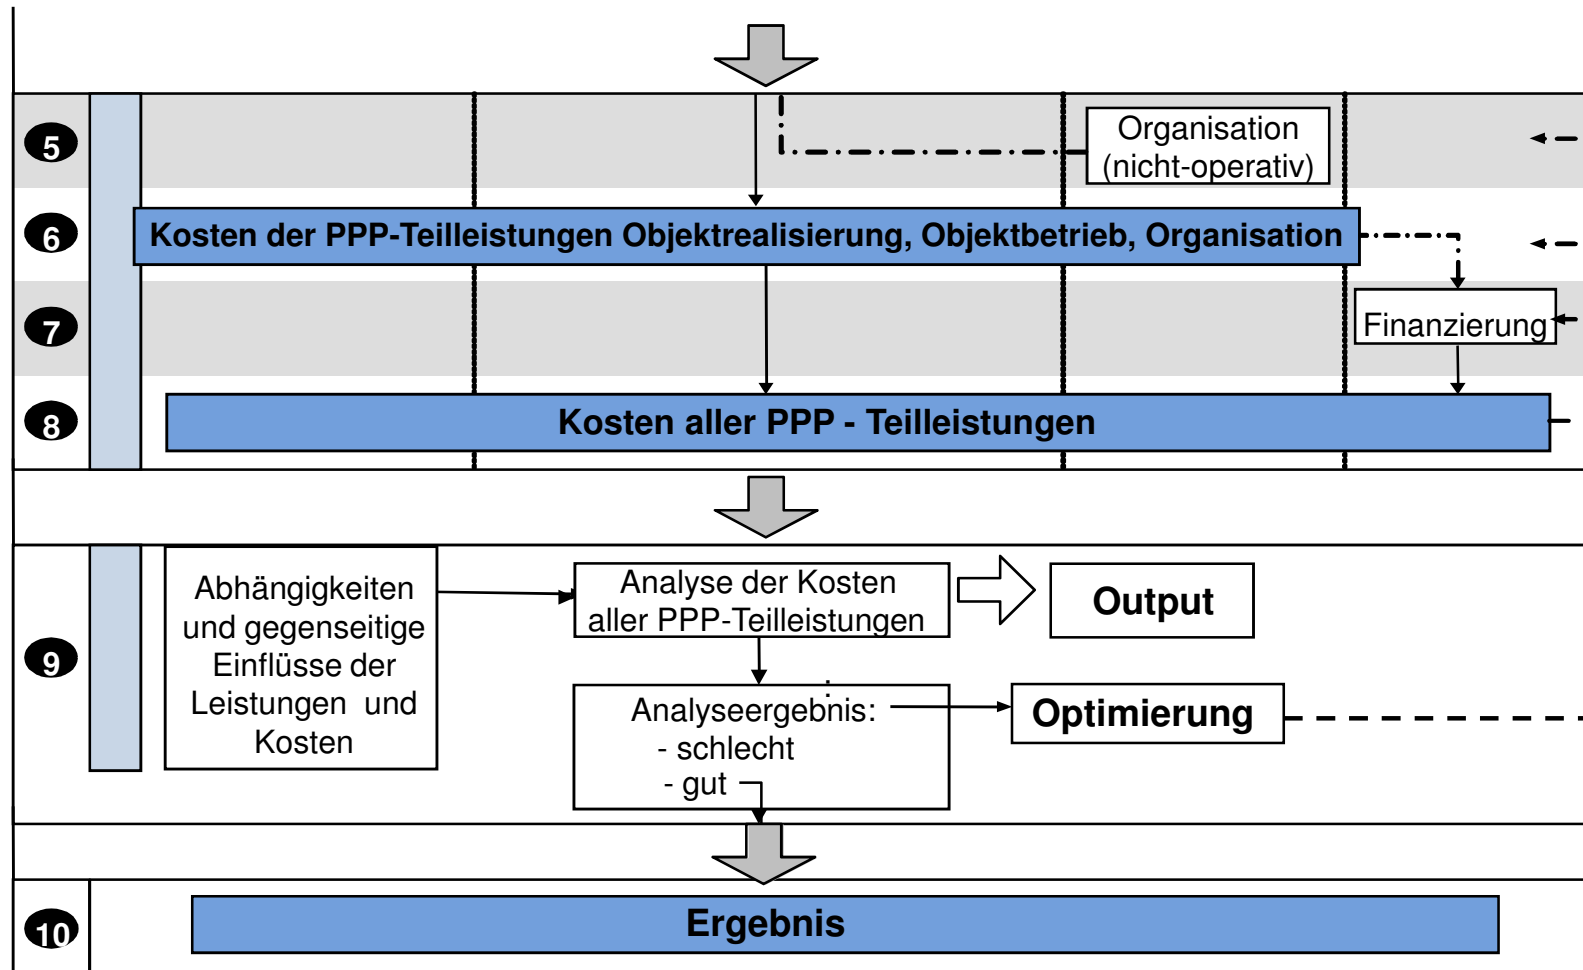 5
Organisation
(nicht-operativ)
6
Kosten der PPP-Teilleistungen Objektrealisierung, Objektbetrieb, Organisation
7
Finanzierung
8
Kosten aller PPP - Teilleistungen
9
Abhängigkeiten
und gegenseitige
Einflüsse der
Leistungen und
Kosten
Analyse der Kosten
aller PPP-Teilleistungen
Output
Analyseergebnis:
- schlecht
- gut
Optimierung
10
Ergebnis